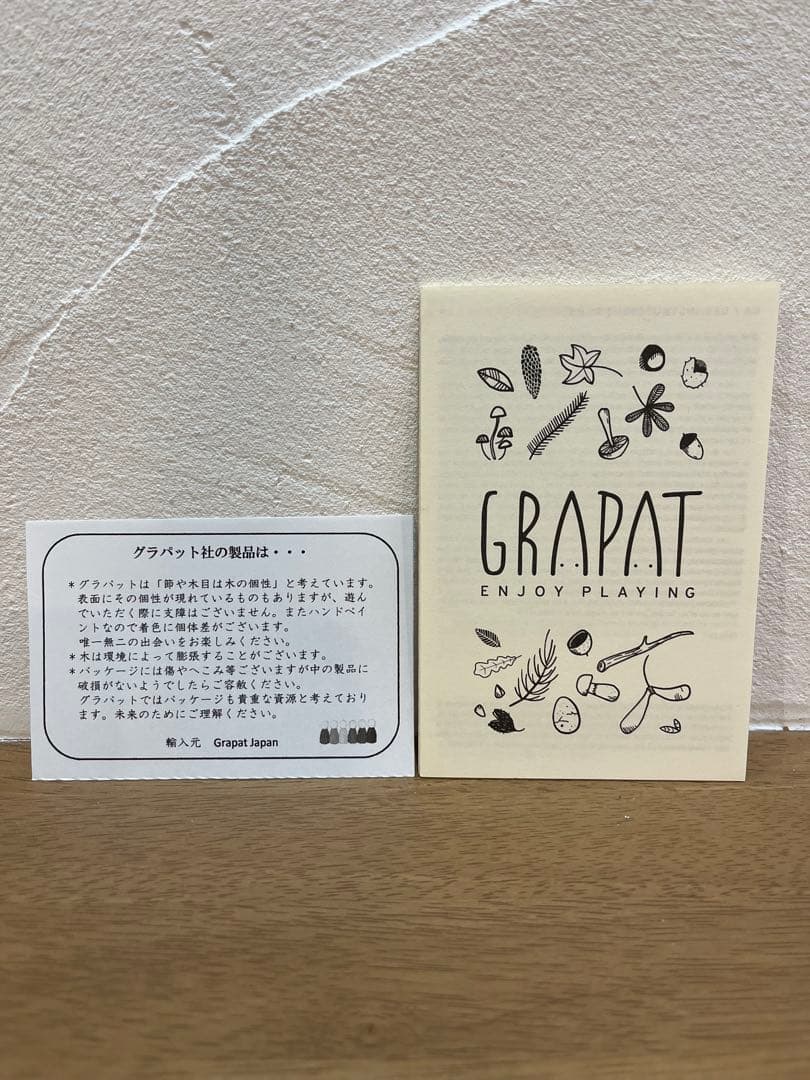 グラパット社の製品は・・・
*グラパットは「節や木目は木の個性」と考えています。
表面にその個性が現れているものもありますが、遊ん
でいただく際に支障はございません。またハンドペイ
ントなので着色に個体差がございます。
唯一無二の出会いをお楽しみください。
*木は環境によって膨張することがございます。
*パッケージには傷やへこみ等ございますが中の製品に
破損がないようでしたらご容赦ください。
グラパットではパッケージも貴重な資源と考えており
ます。未来のためにご理解ください。
輸入元 Grapat Japan
GRAPAT
ENJOY PLAYING